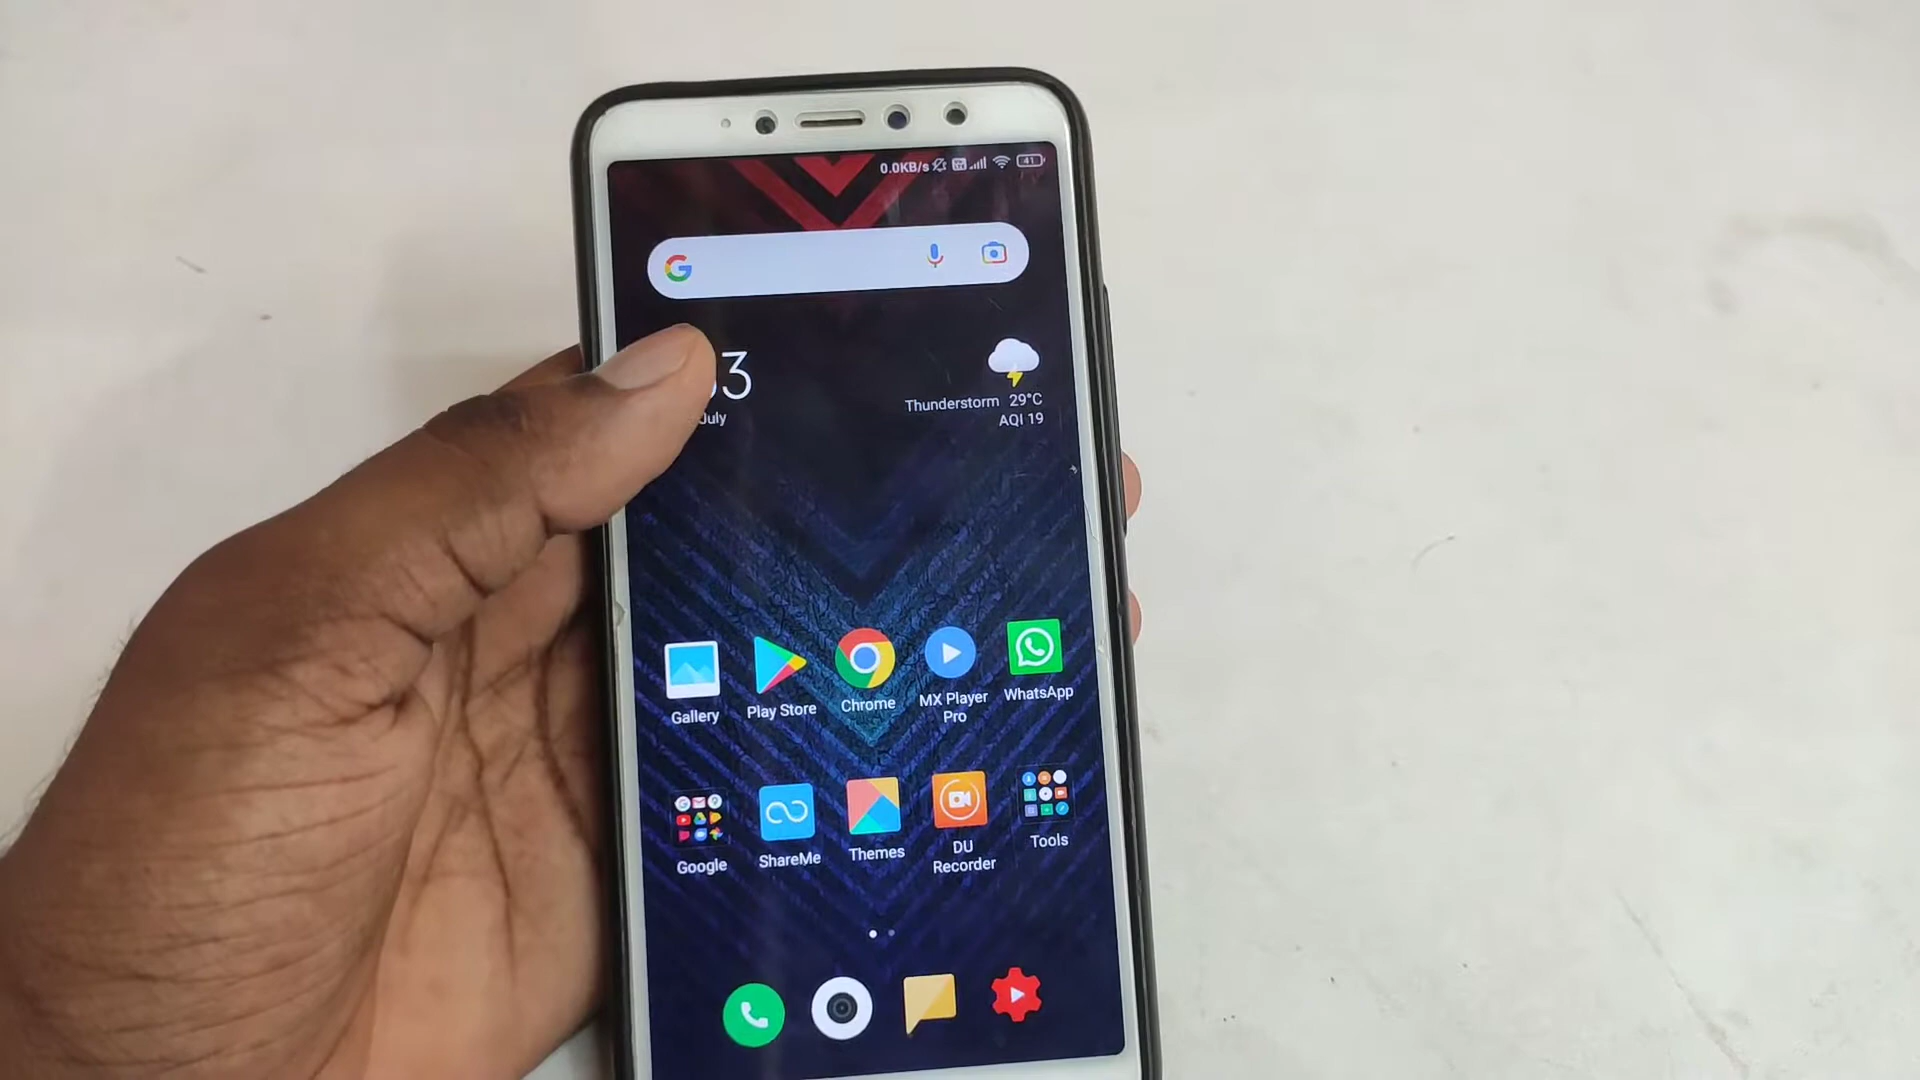 0.0KB/s 41
3
July
Thunderstorm 29°C
AQI 19
Gallery
Play Store
Chrome
MX Player
Pro
WhatsApp
Google
ShareMe
Themes
DU
Recorder
Tools